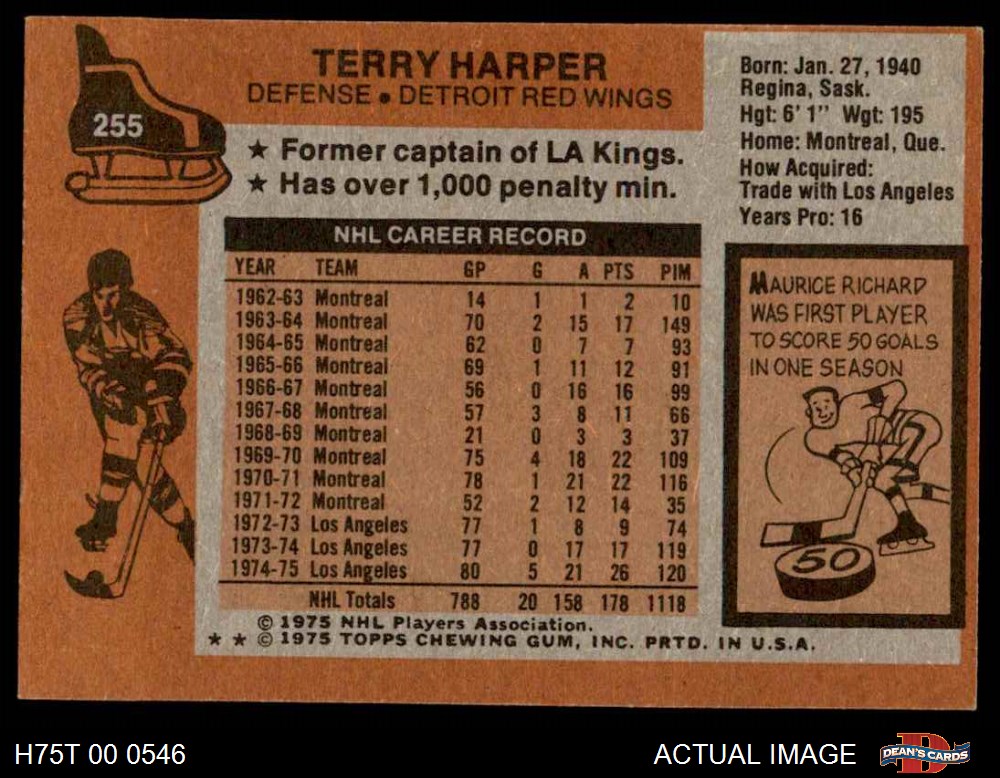 255
TERRY HARPER
DEFENSE • DETROIT RED WINGS
★ Former captain of LA Kings.
★ Has over 1,000 penalty min.
Born: Jan. 27, 1940
Regina, Sask.
Hgt: 6' 1" Wgt: 195
Home: Montreal, Que.
How Acquired:
Trade with Los Angeles
Years Pro: 16
NHL CAREER RECORD
YEAR TEAM GP G A PTS PIM
1962-63 Montreal 14 1 1 2 10
1963-64 Montreal 70 2 15 17 149
1964-65 Montreal 62 0 7 7 93
1965-66 Montreal 69 1 11 12 91
1966-67 Montreal 56 0 16 16 99
1967-68 Montreal 57 3 8 11 66
1968-69 Montreal 21 0 3 3 37
1969-70 Montreal 75 4 18 22 109
1970-71 Montreal 78 1 21 22 116
1971-72 Montreal 52 2 12 14 35
1972-73 Los Angeles 77 1 8 9 74
1973-74 Los Angeles 77 0 17 17 119
1974-75 Los Angeles 80 5 21 26 120
NHL Totals 788 20 158 178 1118
MAURICE RICHARD
WAS FIRST PLAYER
TO SCORE 50 GOALS
IN ONE SEASON
50
© 1975 NHL Players Association.
★ ★ © 1975 TOPPS CHEWING GUM, INC. PRTD. IN U.S.A.
H75T 00 0546
ACTUAL IMAGE
D
DEAN'S CARDS